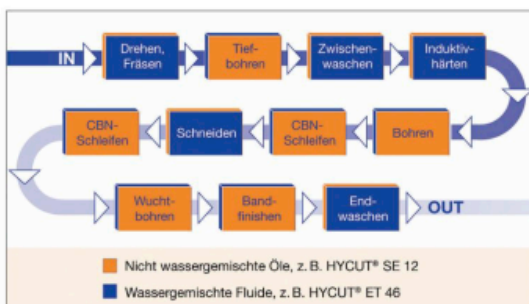 IN
Drehen,
Fräsen
Tief-
bohren
Zwischen-
waschen
Induktiv-
härten
CBN-
Schleifen
Schneiden
CBN-
Schleifen
Bohren
Wucht-
bohren
Band-
finishen
End-
waschen
OUT
Nicht wassergemischte Öle, z. B. HYCUT® SE 12
Wassergemischte Fluide, z. B. HYCUT® ET 46